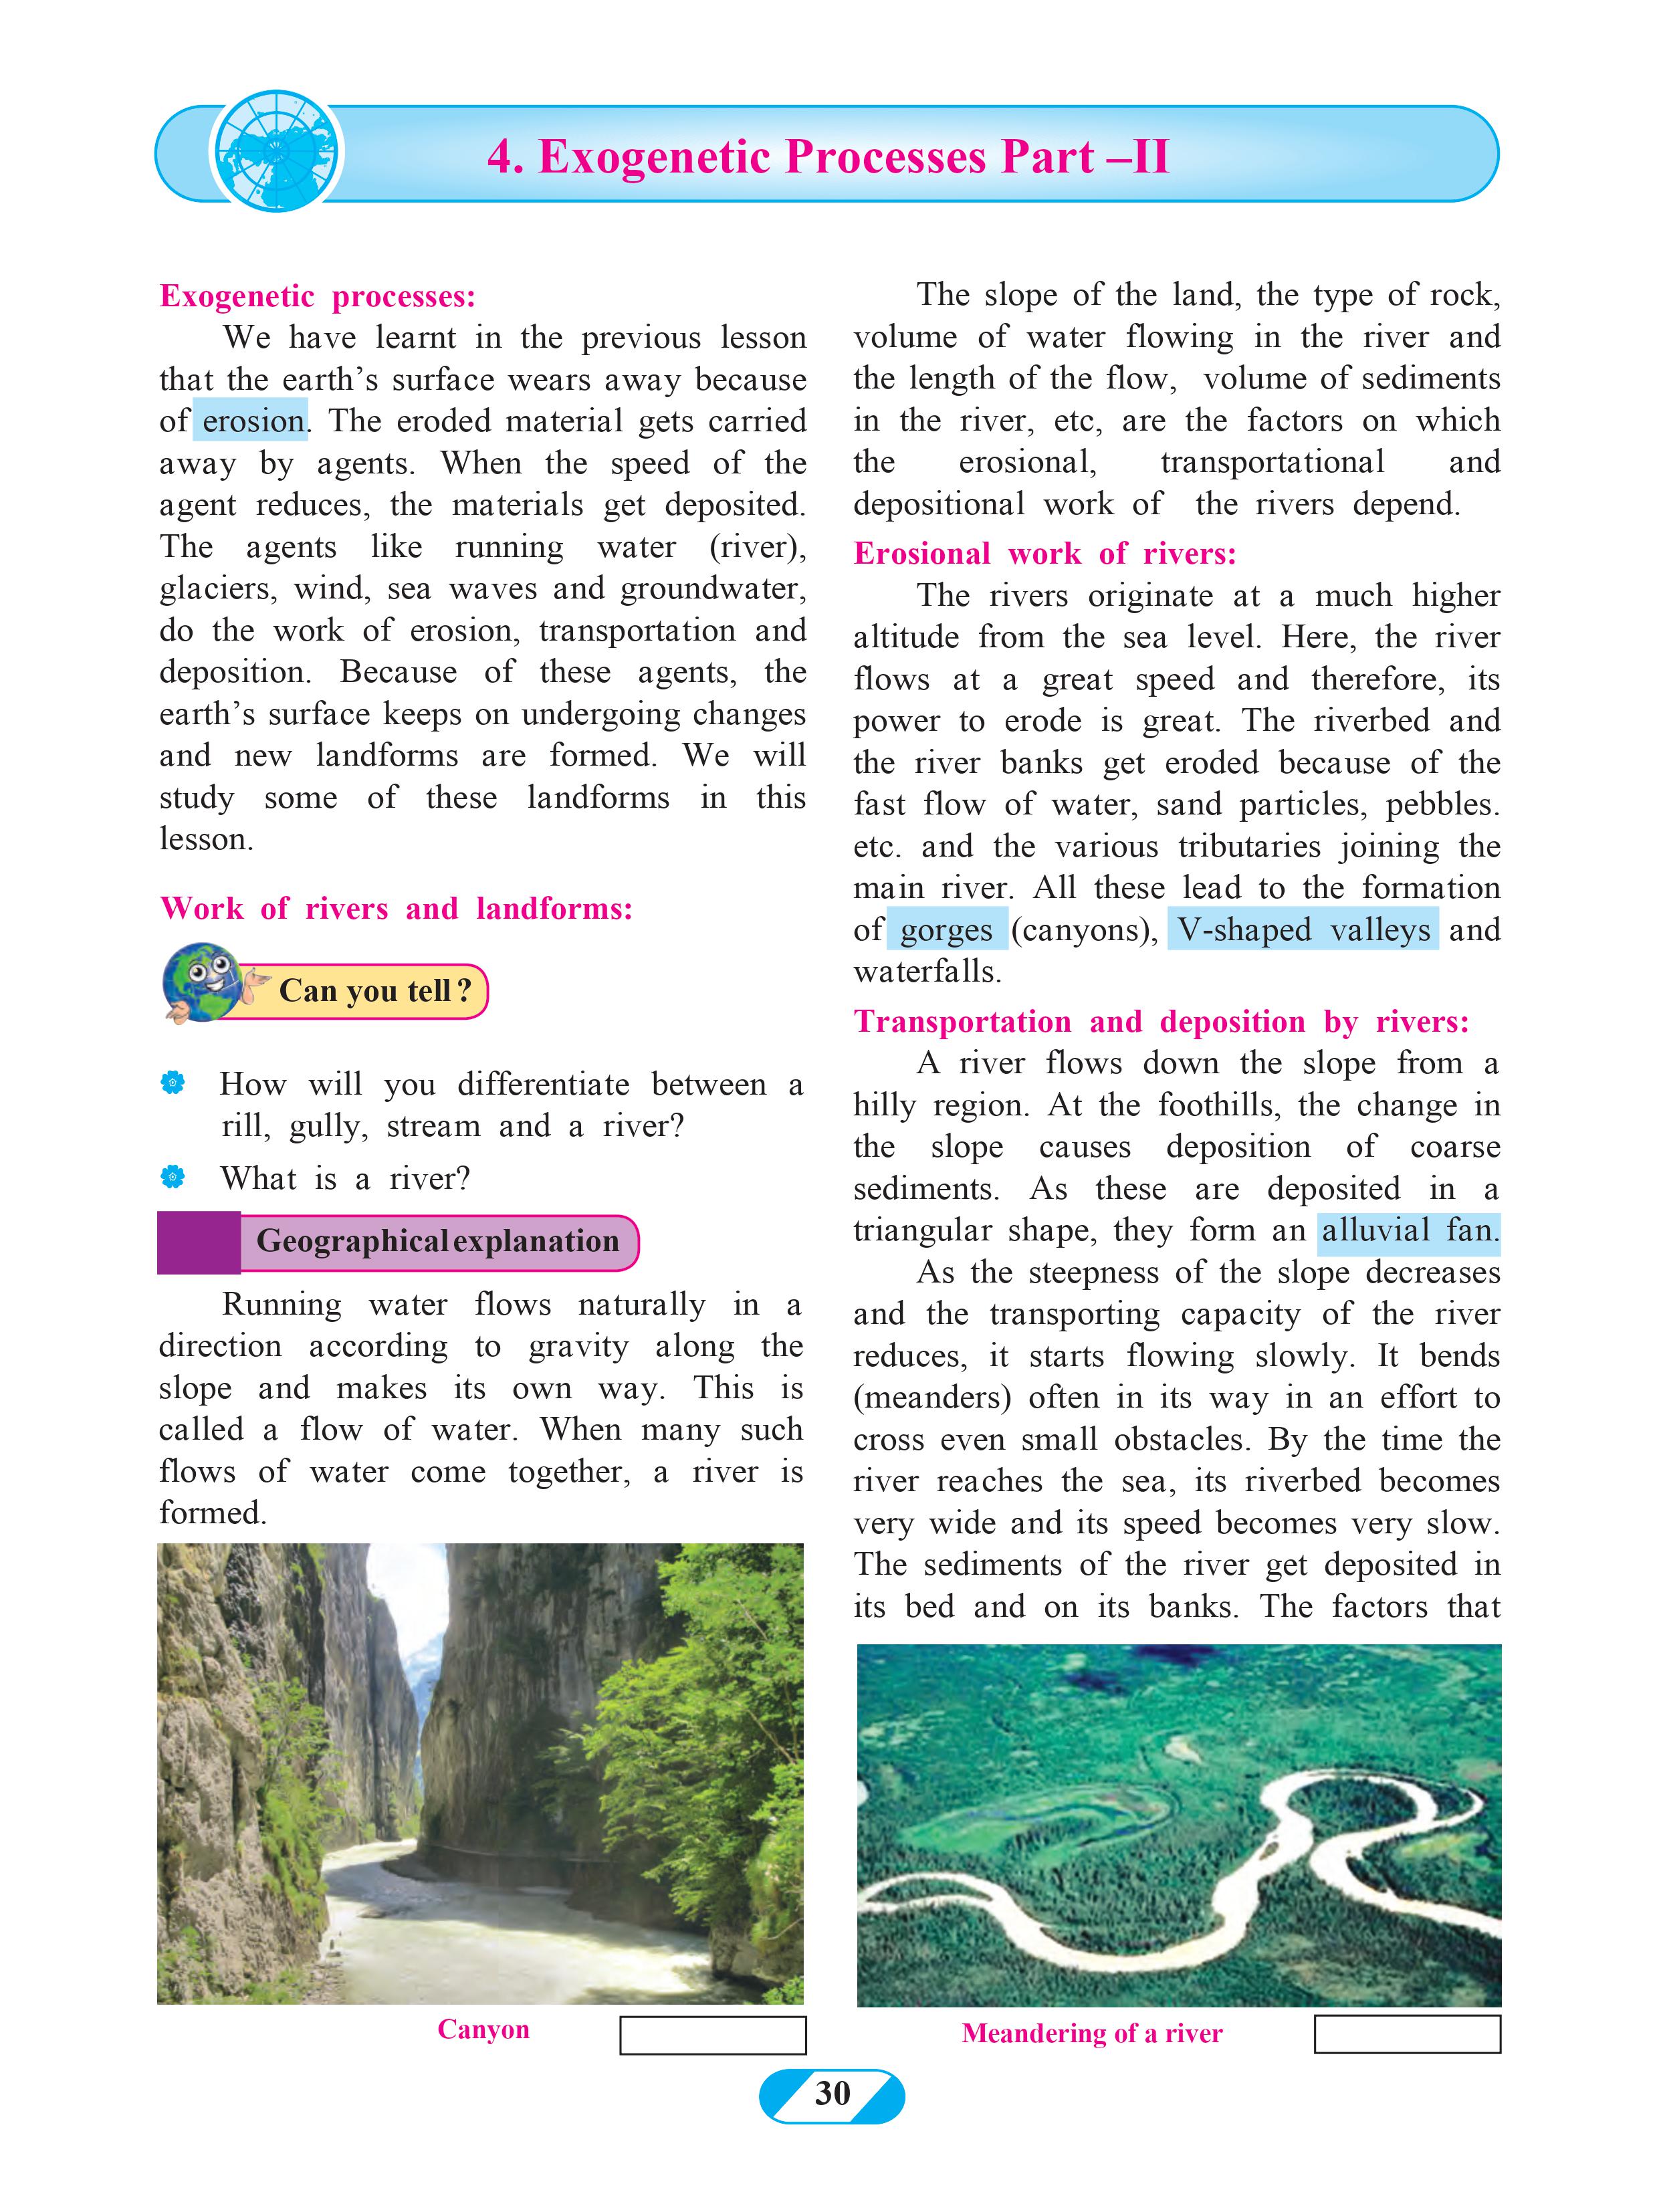 4. Exogenetic Processes Part –II
Exogenetic processes:
We have learnt in the previous lesson
that the earth’s surface wears away because
of erosion. The eroded material gets carried
away by agents. When the speed of the
agent reduces, the materials get deposited.
The agents like running water (river),
glaciers, wind, sea waves and groundwater,
do the work of erosion, transportation and
deposition. Because of these agents, the
earth’s surface keeps on undergoing changes
and new landforms are formed. We will
study some of these landforms in this
lesson.
Work of rivers and landforms:
Can you tell ?
How will you differentiate between a
rill, gully, stream and a river?
What is a river?
Geographical explanation
Running water flows naturally in a
direction according to gravity along the
slope and makes its own way. This is
called a flow of water. When many such
flows of water come together, a river is
formed.
Canyon
The slope of the land, the type of rock,
volume of water flowing in the river and
the length of the flow, volume of sediments
in the river, etc, are the factors on which
the erosional, transportational and
depositional work of the rivers depend.
Erosional work of rivers:
The rivers originate at a much higher
altitude from the sea level. Here, the river
flows at a great speed and therefore, its
power to erode is great. The riverbed and
the river banks get eroded because of the
fast flow of water, sand particles, pebbles.
etc. and the various tributaries joining the
main river. All these lead to the formation
of gorges (canyons), V-shaped valleys and
waterfalls.
Transportation and deposition by rivers:
A river flows down the slope from a
hilly region. At the foothills, the change in
the slope causes deposition of coarse
sediments. As these are deposited in a
triangular shape, they form an alluvial fan.
As the steepness of the slope decreases
and the transporting capacity of the river
reduces, it starts flowing slowly. It bends
(meanders) often in its way in an effort to
cross even small obstacles. By the time the
river reaches the sea, its riverbed becomes
very wide and its speed becomes very slow.
The sediments of the river get deposited in
its bed and on its banks. The factors that
Meandering of a river
30